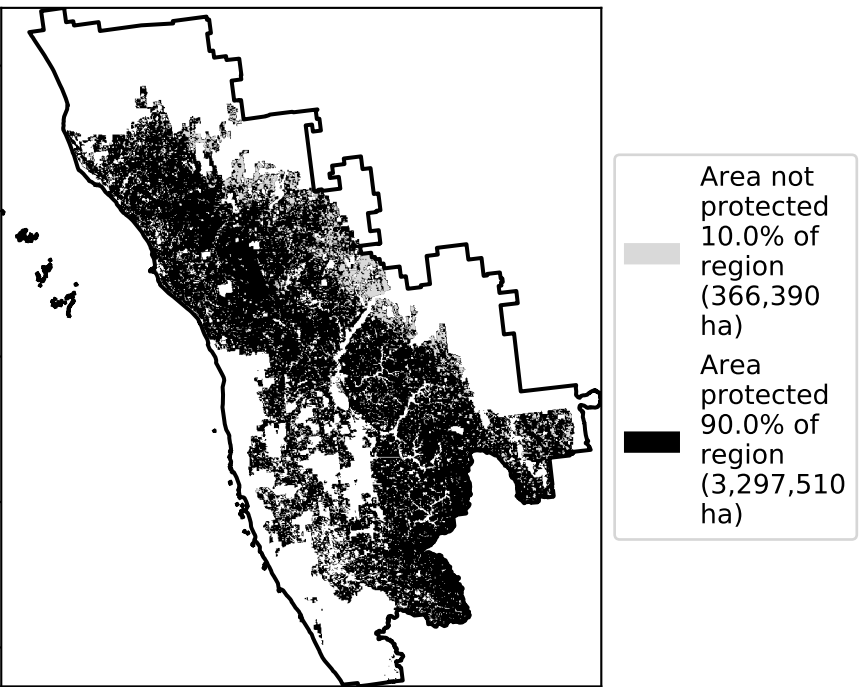 Area not
protected
10.0% of
region
(366,390
ha)
Area
protected
90.0% of
region
(3,297,510
ha)